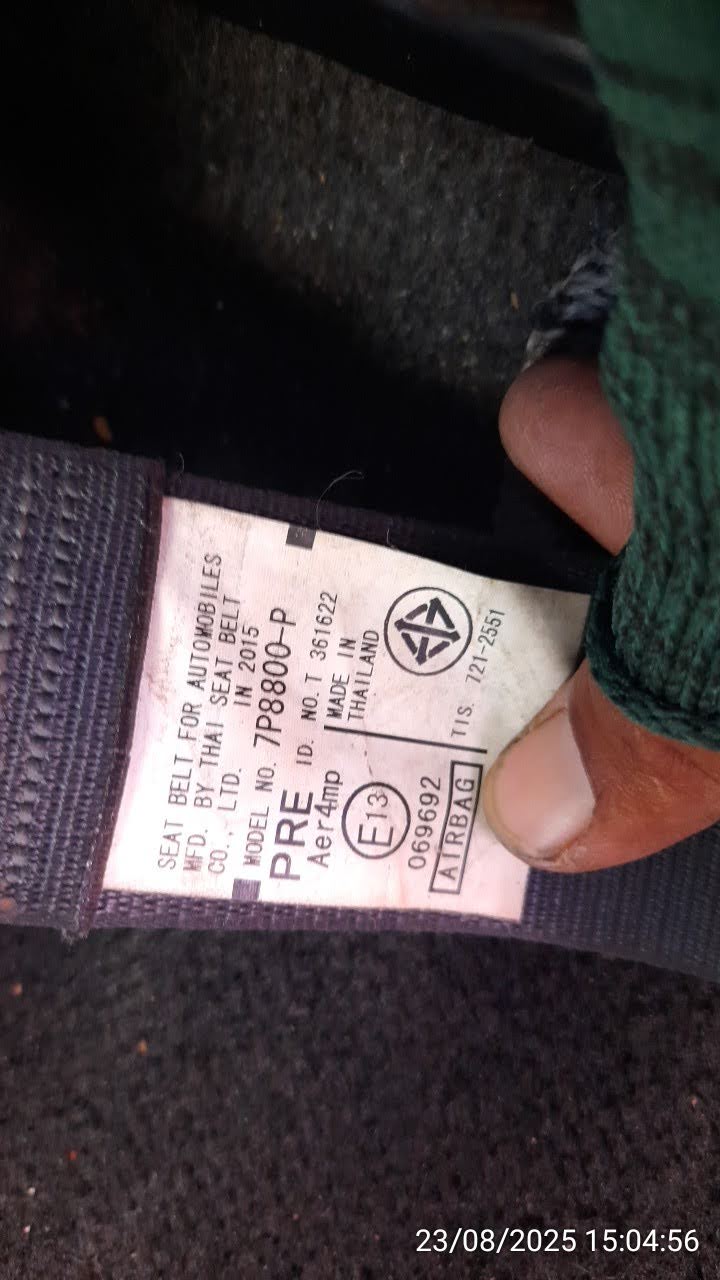 SEAT BELT FOR AUTOMOBILES
MFD. BY THAI SEAT BELT
CO., LTD. IN 2015
MODEL NO. 7P8800-P
PRE ID. NO. T 361622
Aer4mp
MADE IN
THAILAND
E13
069692
AIRBAG
TIS. 721-2551
23/08/2025 15:04:56